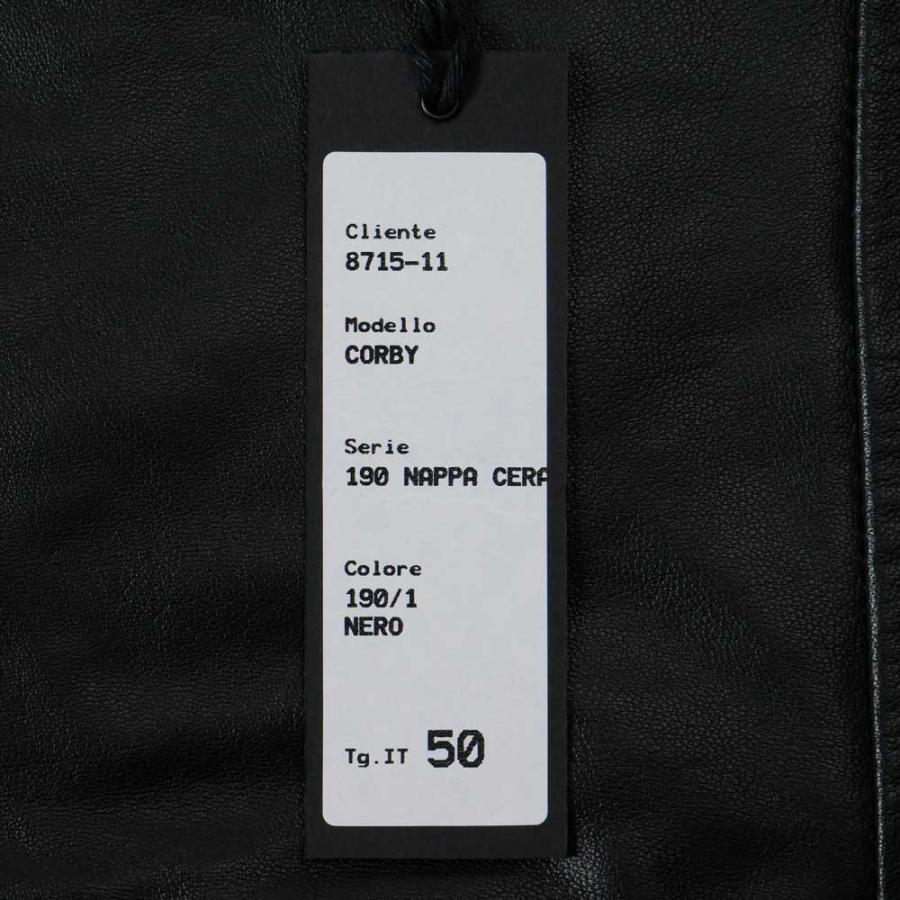 Cliente
8715-11
Modello
CORBY
Serie
190 NAPPA CERA
Colore
190/1
NERO
Tg.IT 50